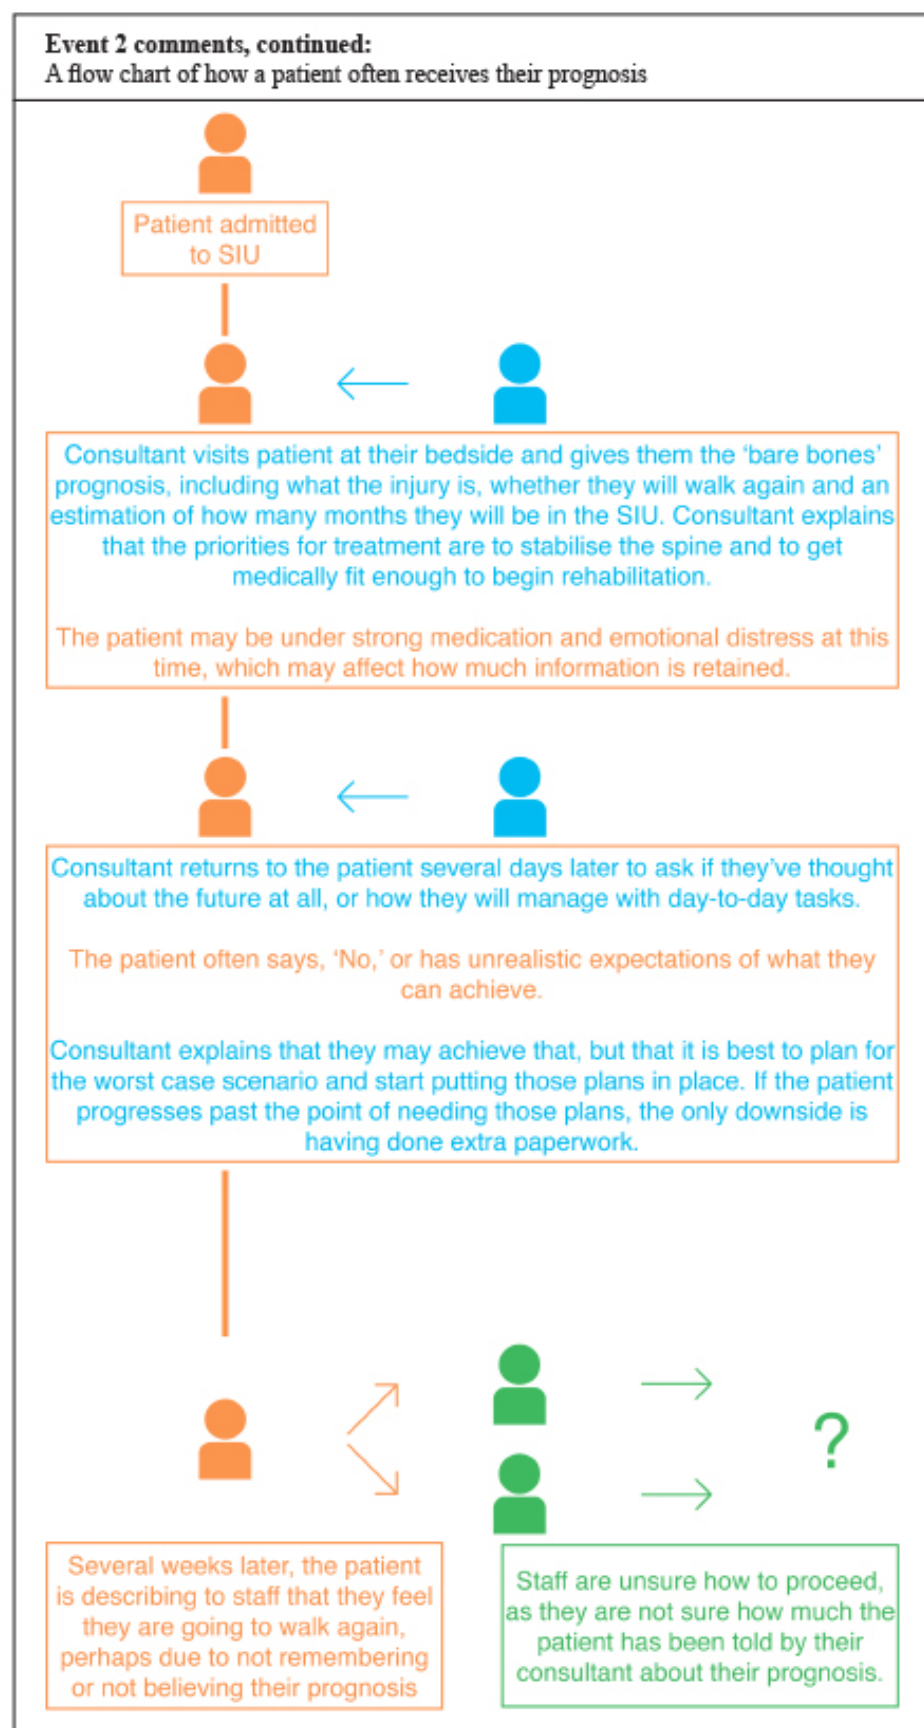 Event 2 comments, continued:
A flow chart of how a patient often receives their prognosis
Patient admitted
to SIU
Consultant visits patient at their bedside and gives them the ‘bare bones’
prognosis, including what the injury is, whether they will walk again and an
estimation of how many months they will be in the SIU. Consultant explains
that the priorities for treatment are to stabilise the spine and to get
medically fit enough to begin rehabilitation.
The patient may be under strong medication and emotional distress at this
time, which may affect how much information is retained.
Consultant returns to the patient several days later to ask if they’ve thought
about the future at all, or how they will manage with day-to-day tasks.
The patient often says, ‘No,’ or has unrealistic expectations of what they
can achieve.
Consultant explains that they may achieve that, but that it is best to plan for
the worst case scenario and start putting those plans in place. If the patient
progresses past the point of needing those plans, the only downside is
having done extra paperwork.
?
Several weeks later, the patient
is describing to staff that they feel
they are going to walk again,
perhaps due to not remembering
or not believing their prognosis
Staff are unsure how to proceed,
as they are not sure how much the
patient has been told by their
consultant about their prognosis.